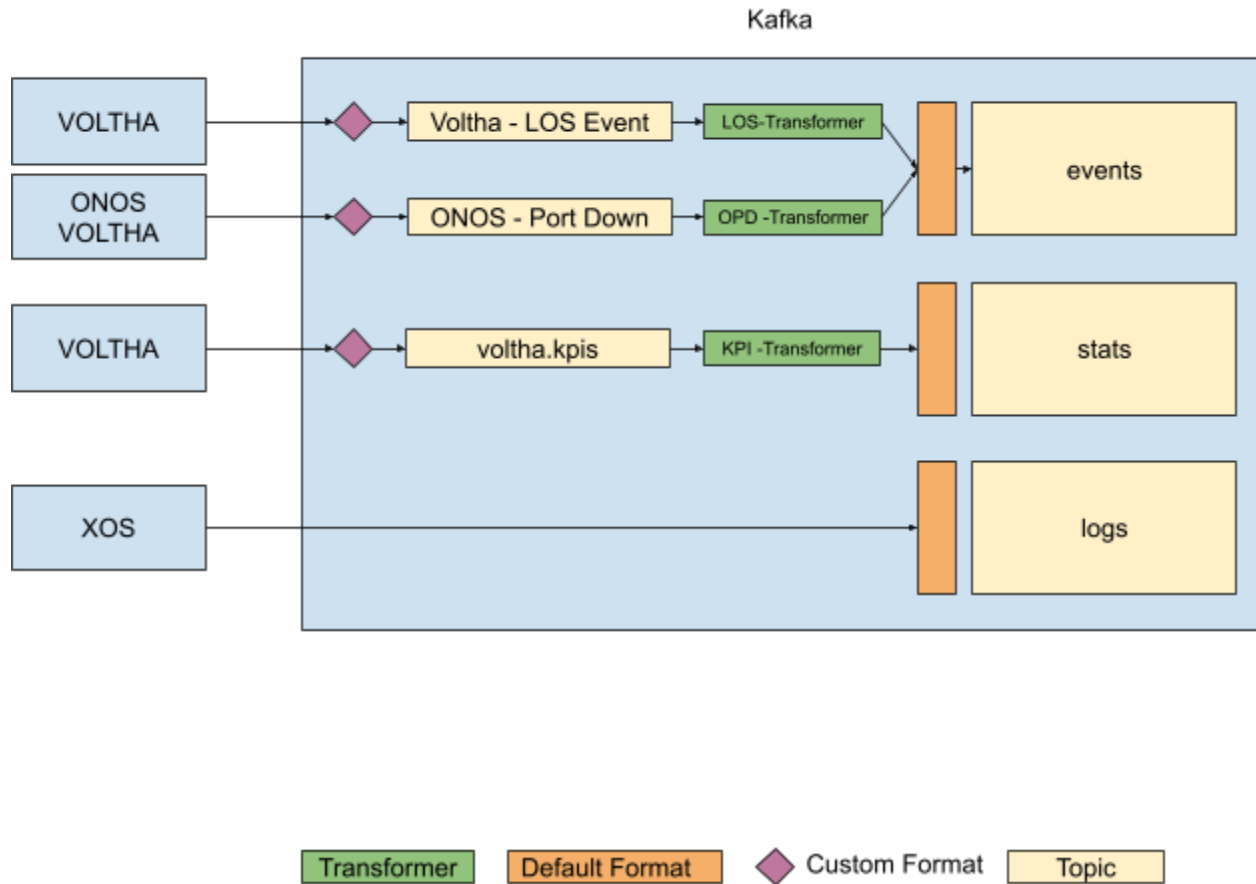 Kafka
VOLTHA
Voltha - LOS Event
LOS-Transformer
events
ONOS
VOLTHA
ONOS - Port Down
OPD -Transformer
VOLTHA
voltha.kpis
KPI -Transformer
stats
XOS
logs
Transformer
Default Format
Custom Format
Topic